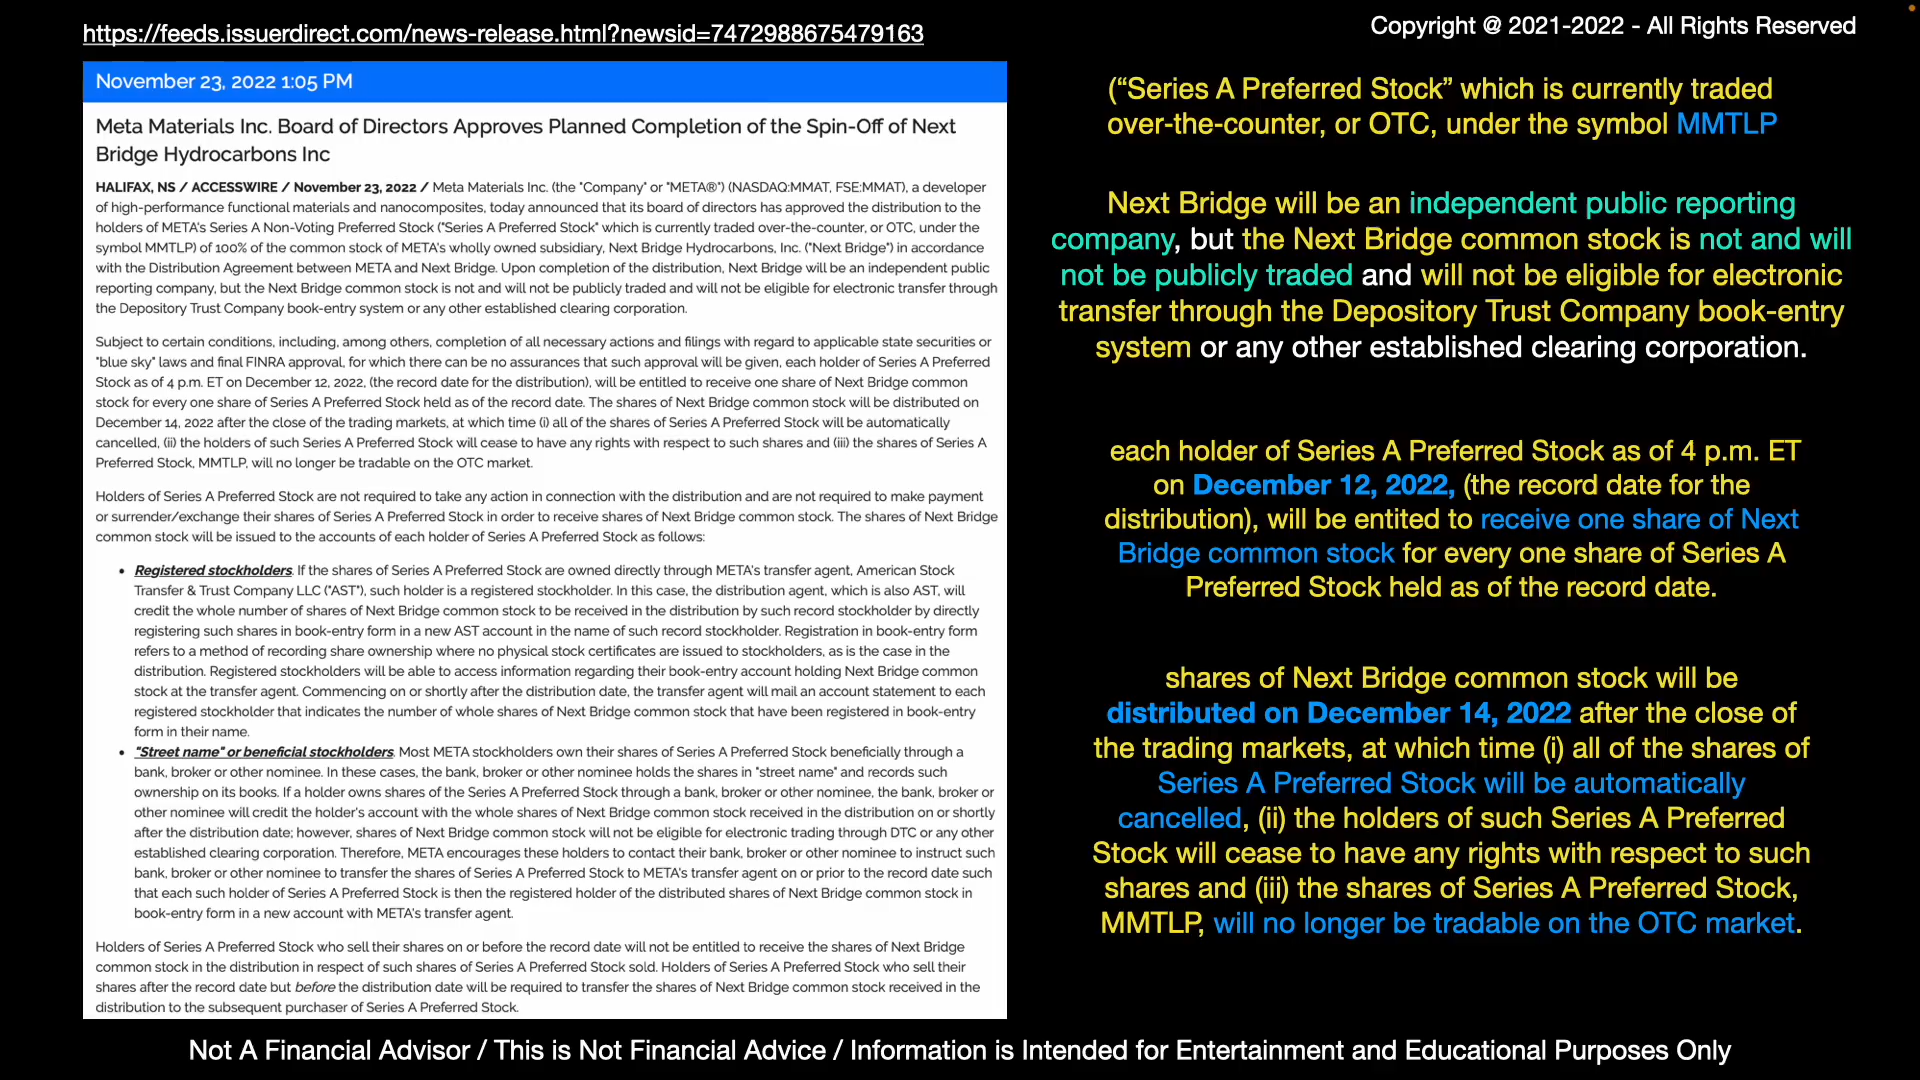 https://feeds.issuerdirect.com/news-release.html?newsid=7472988675479163
Copyright @ 2021-2022 - All Rights Reserved
November 23, 2022 1:05 PM
Meta Materials Inc. Board of Directors Approves Planned Completion of the Spin-Off of Next
Bridge Hydrocarbons Inc
HALIFAX, NS / ACCESSWIRE / November 23, 2022 / Meta Materials Inc. (the "Company" or "META®") (NASDAQ:MMAT, FSE:MMAT), a developer
of high-performance functional materials and nanocomposites, today announced that its board of directors has approved the distribution to the
holders of META's Series A Non-Voting Preferred Stock ("Series A Preferred Stock" which is currently traded over-the-counter, or OTC, under the
symbol MMTLP) of 100% of the common stock of META's wholly owned subsidiary, Next Bridge Hydrocarbons, Inc. ("Next Bridge") in accordance
with the Distribution Agreement between META and Next Bridge. Upon completion of the distribution, Next Bridge will be an independent public
reporting company, but the Next Bridge common stock is not and will not be publicly traded and will not be eligible for electronic transfer through
the Depository Trust Company book-entry system or any other established clearing corporation.
Subject to certain conditions, including, among others, completion of all necessary actions and filings with regard to applicable state securities or
"blue sky" laws and final FINRA approval, for which there can be no assurances that such approval will be given, each holder of Series A Preferred
Stock as of 4 p.m. ET on December 12, 2022, (the record date for the distribution), will be entitled to receive one share of Next Bridge common
stock for every one share of Series A Preferred Stock held as of the record date. The shares of Next Bridge common stock will be distributed on
December 14, 2022 after the close of the trading markets, at which time (i) all of the shares of Series A Preferred Stock will be automatically
cancelled, (ii) the holders of such Series A Preferred Stock will cease to have any rights with respect to such shares and (iii) the shares of Series A
Preferred Stock, MMTLP, will no longer be tradable on the OTC market.
Holders of Series A Preferred Stock are not required to take any action in connection with the distribution and are not required to make payment
or surrender/exchange their shares of Series A Preferred Stock in order to receive shares of Next Bridge common stock. The shares of Next Bridge
common stock will be issued to the accounts of each holder of Series A Preferred Stock as follows:
• Registered stockholders. If the shares of Series A Preferred Stock are owned directly through META's transfer agent, American Stock
Transfer & Trust Company LLC ("AST"), such holder is a registered stockholder. In this case, the distribution agent, which is also AST, will
credit the whole number of shares of Next Bridge common stock to be received in the distribution by such record stockholder by directly
registering such shares in book-entry form in a new AST account in the name of such record stockholder. Registration in book-entry form
refers to a method of recording share ownership where no physical stock certificates are issued to stockholders, as is the case in the
distribution. Registered stockholders will be able to access information regarding their book-entry account holding Next Bridge common
stock at the transfer agent. Commencing on or shortly after the distribution date, the transfer agent will mail an account statement to each
registered stockholder that indicates the number of whole shares of Next Bridge common stock that have been registered in book-entry
form in their name.
• "Street name" or beneficial stockholders. Most META stockholders own their shares of Series A Preferred Stock beneficially through a
bank, broker or other nominee. In these cases, the bank, broker or other nominee holds the shares in "street name" and records such
ownership on its books. If a holder owns shares of the Series A Preferred Stock through a bank, broker or other nominee, the bank, broker or
other nominee will credit the holder's account with the whole shares of Next Bridge common stock received in the distribution on or shortly
after the distribution date; however, shares of Next Bridge common stock will not be eligible for electronic trading through DTC or any other
established clearing corporation. Therefore, META encourages these holders to contact their bank, broker or other nominee to instruct such
bank, broker or other nominee to transfer the shares of Series A Preferred Stock to META's transfer agent on or prior to the record date such
that each such holder of Series A Preferred Stock is then the registered holder of the distributed shares of Next Bridge common stock in
book-entry form in a new account with META's transfer agent.
Holders of Series A Preferred Stock who sell their shares on or before the record date will not be entitled to receive the shares of Next Bridge
common stock in the distribution in respect of such shares of Series A Preferred Stock sold. Holders of Series A Preferred Stock who sell their
shares after the record date but before the distribution date will be required to transfer the shares of Next Bridge common stock received in the
distribution to the subsequent purchaser of Series A Preferred Stock.
(“Series A Preferred Stock” which is currently traded
over-the-counter, or OTC, under the symbol MMTLP
Next Bridge will be an independent public reporting
company, but the Next Bridge common stock is not and will
not be publicly traded and will not be eligible for electronic
transfer through the Depository Trust Company book-entry
system or any other established clearing corporation.
each holder of Series A Preferred Stock as of 4 p.m. ET
on December 12, 2022, (the record date for the
distribution), will be entited to receive one share of Next
Bridge common stock for every one share of Series A
Preferred Stock held as of the record date.
shares of Next Bridge common stock will be
distributed on December 14, 2022 after the close of
the trading markets, at which time (i) all of the shares of
Series A Preferred Stock will be automatically
cancelled, (ii) the holders of such Series A Preferred
Stock will cease to have any rights with respect to such
shares and (iii) the shares of Series A Preferred Stock,
MMTLP, will no longer be tradable on the OTC market.
Not A Financial Advisor / This is Not Financial Advice / Information is Intended for Entertainment and Educational Purposes Only